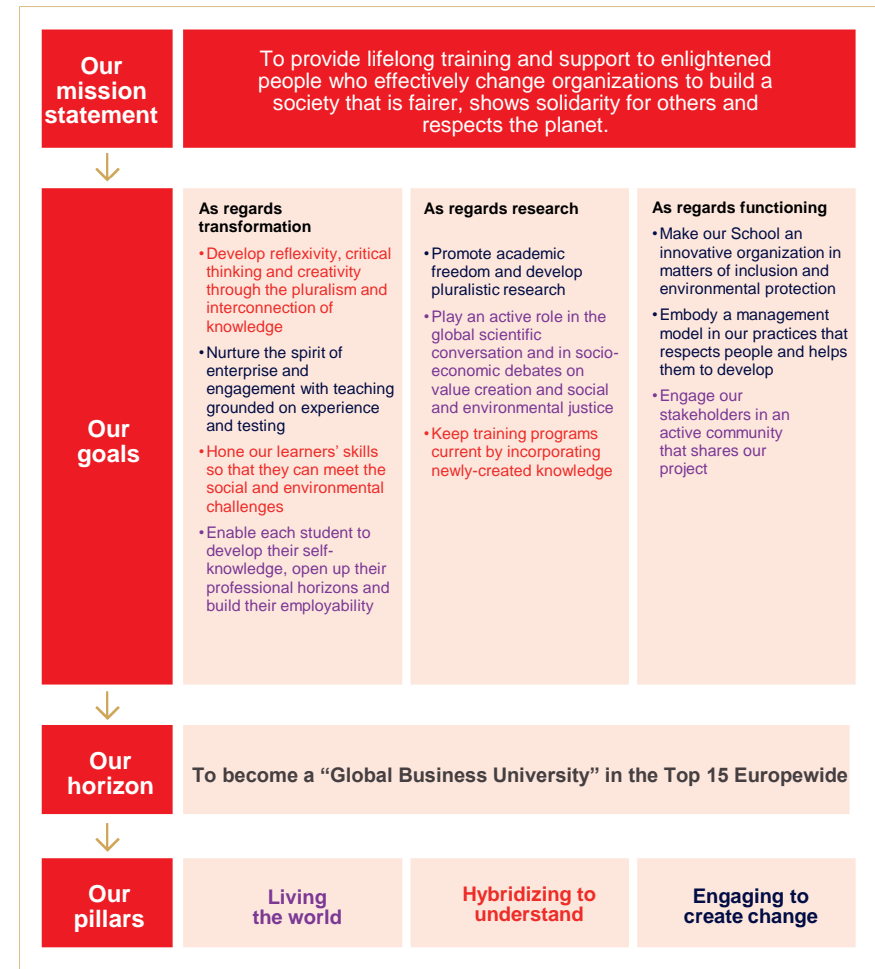 Our
mission
statement
To provide lifelong training and support to enlightened
people who effectively change organizations to build a
society that is fairer, shows solidarity for others and
respects the planet.
Our
goals
As regards
transformation
•Develop reflexivity, critical
thinking and creativity
through the pluralism and
interconnection of
knowledge
•Nurture the spirit of
enterprise and
engagement with teaching
grounded on experience
and testing
•Hone our learners’ skills
so that they can meet the
social and environmental
challenges
•Enable each student to
develop their self-
knowledge, open up their
professional horizons and
build their employability
As regards research
•Promote academic
freedom and develop
pluralistic research
•Play an active role in the
global scientific
conversation and in socio-
economic debates on
value creation and social
and environmental justice
•Keep training programs
current by incorporating
newly-created knowledge
As regards functioning
•Make our School an
innovative organization in
matters of inclusion and
environmental protection
•Embody a management
model in our practices that
respects people and helps
them to develop
•Engage our
stakeholders in an
active community
that shares our
project
Our
horizon
To become a “Global Business University” in the Top 15 Europewide
Our
pillars
Living
the world
Hybridizing to
understand
Engaging to
create change